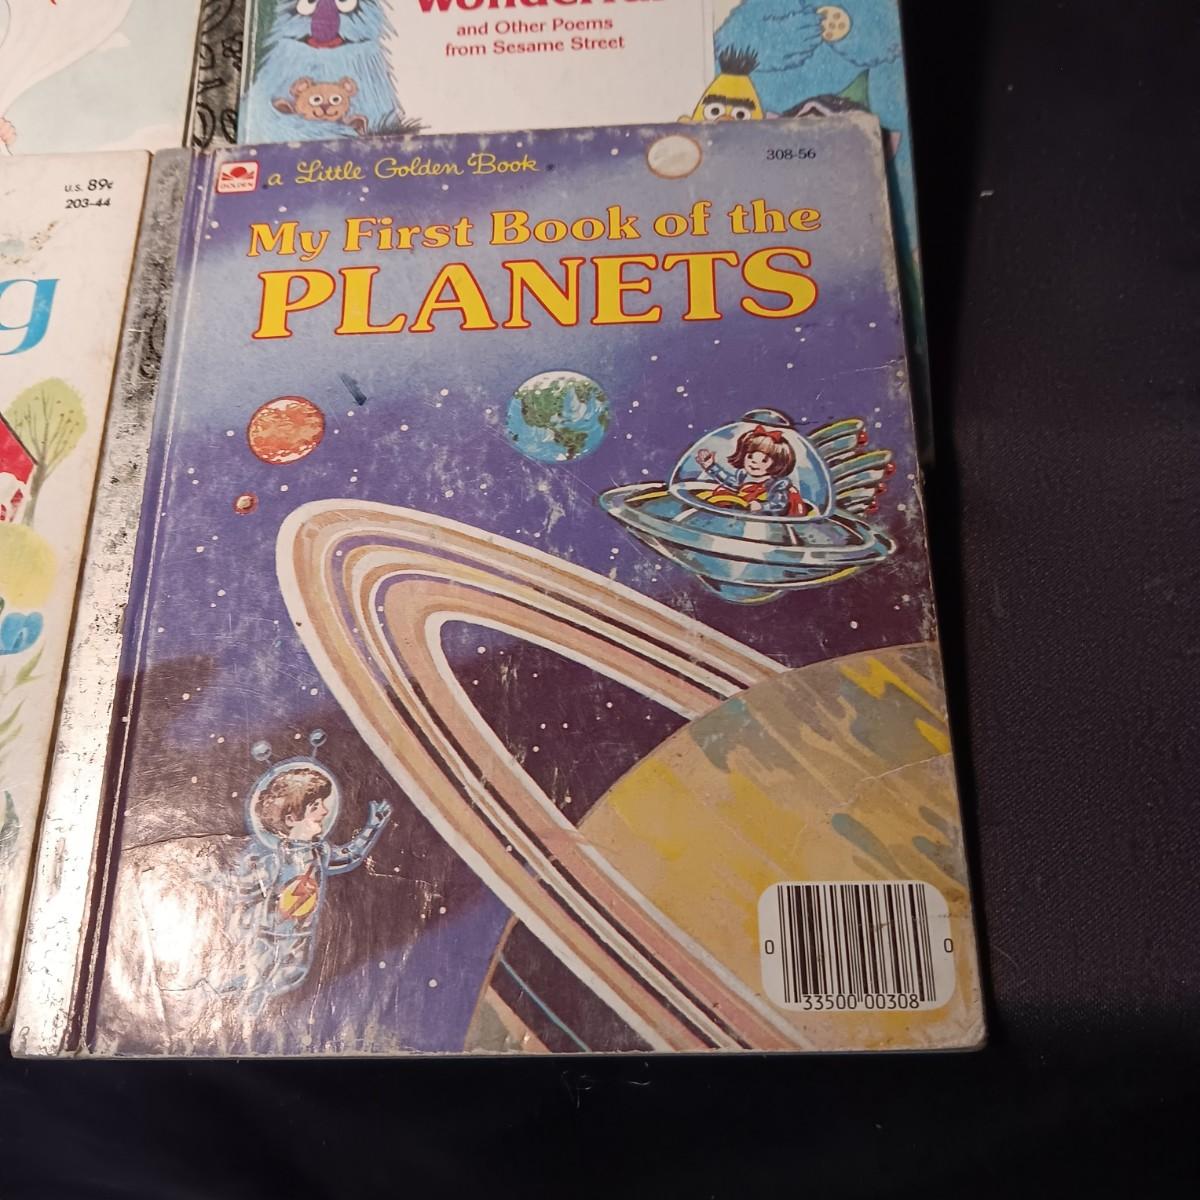 Wonderful
and Other Poems
from Sesame Street
U.S. 89¢
203-44
g
GOLDEN
a Little Golden Book
308-56
My First Book of the
PLANETS
0 33500 00308 0